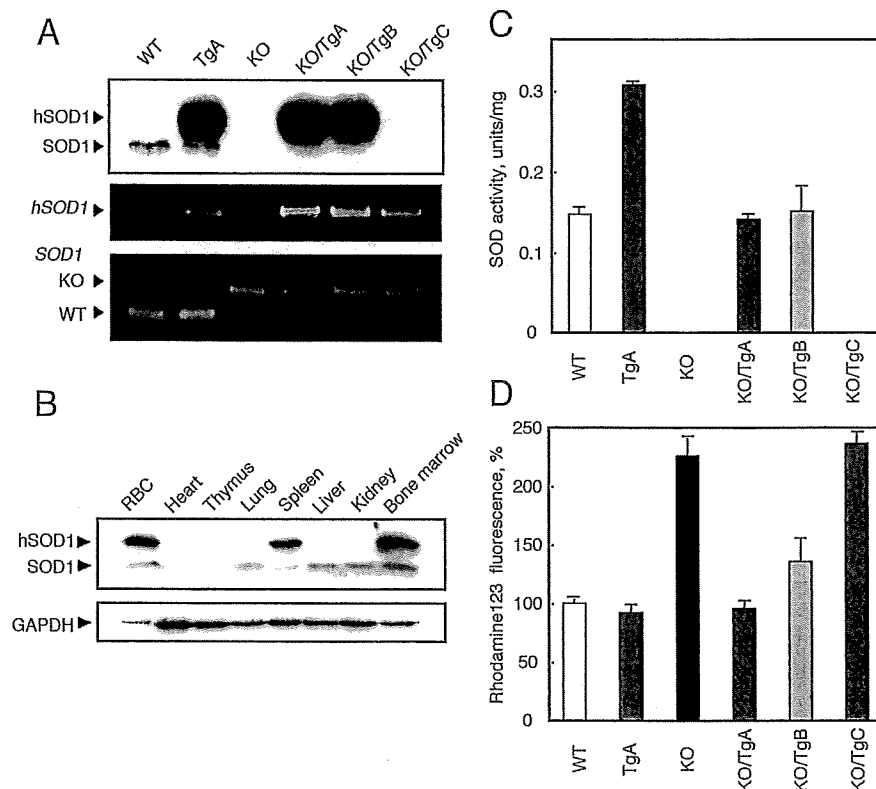 A
WT TgA KO KO/TgA KO/TgB KO/TgC
hSOD1
SOD1
hSOD1
SOD1
KO
WT
B
RBC Heart Thymus Lung Spleen Liver Kidney Bone marrow
hSOD1
SOD1
GAPDH
C
SOD activity, units/mg
0.3
0.2
0.1
0
WT TgA KO KO/TgA KO/TgB KO/TgC
D
Rhodamine123 fluorescence, %
250
200
150
100
50
0
WT TgA KO KO/TgA KO/TgB KO/TgC